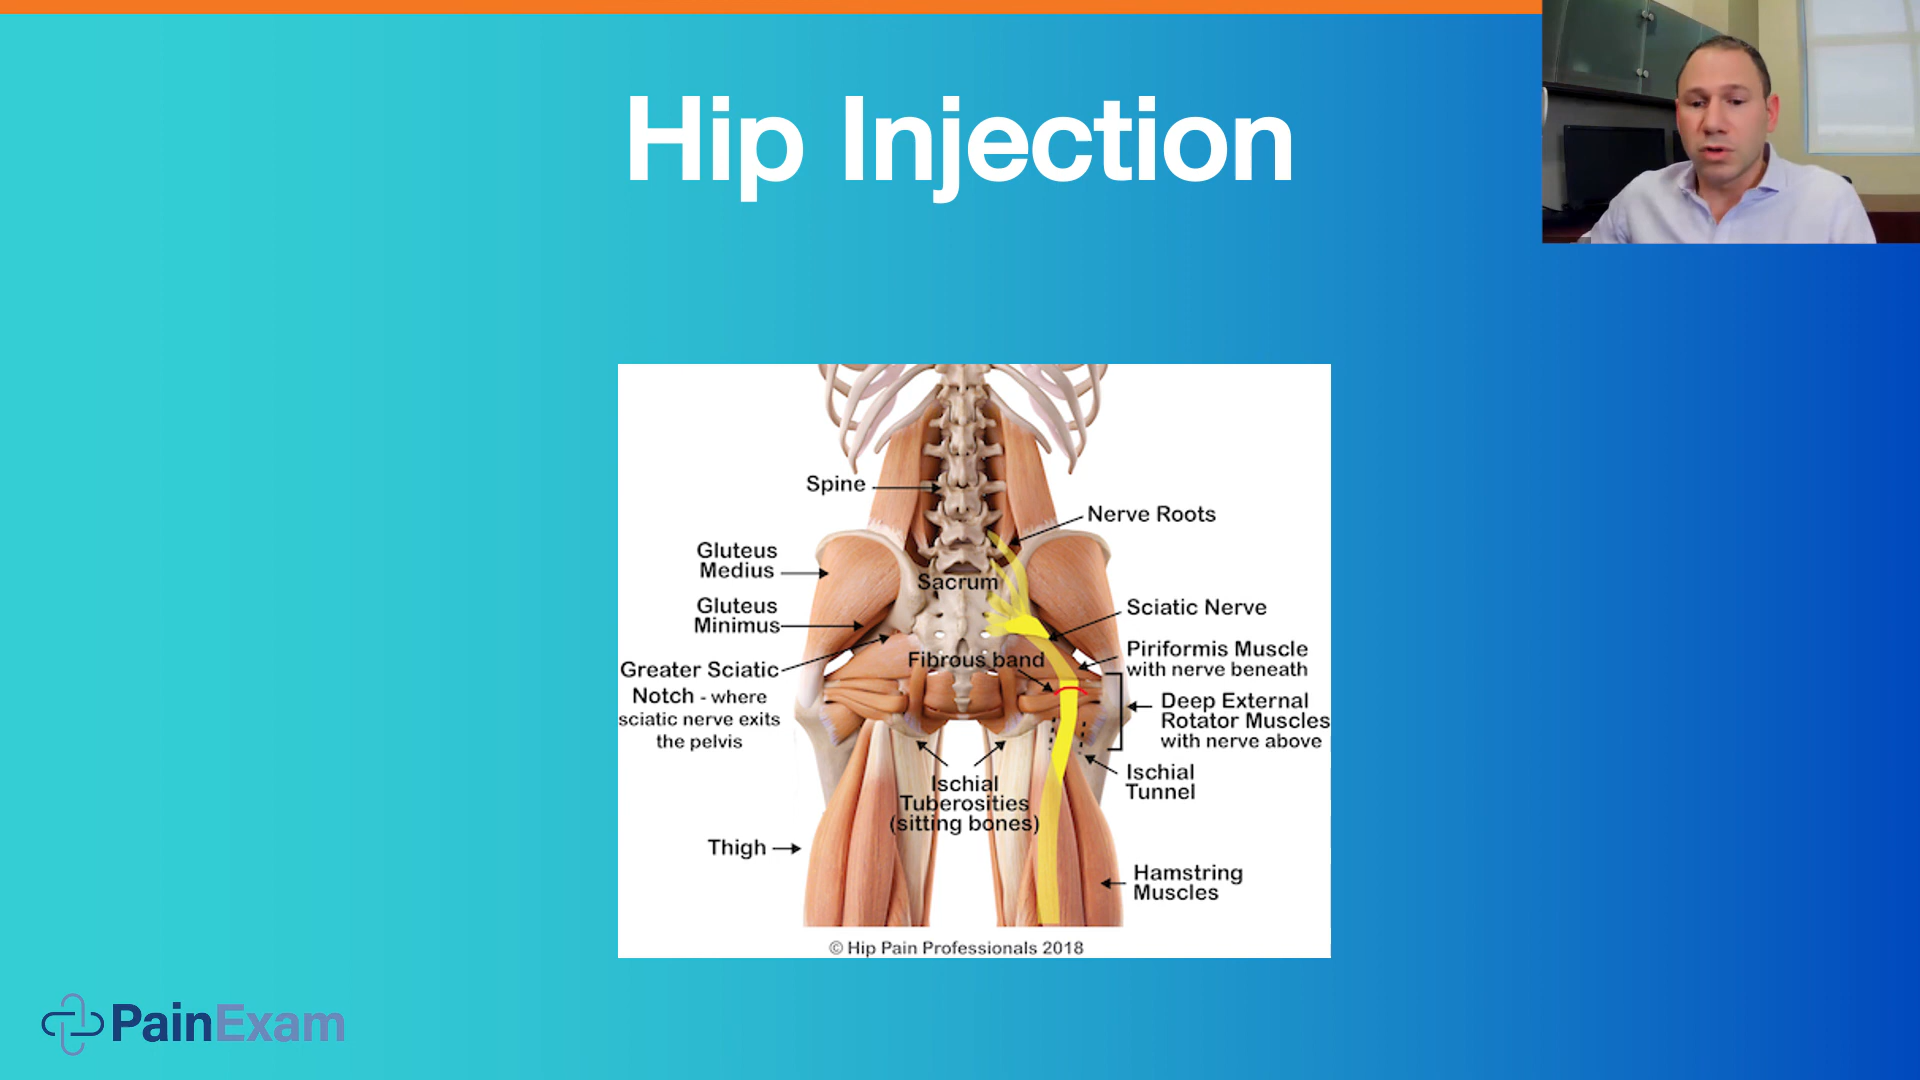 Hip Injection
Spine
Nerve Roots
Gluteus
Medius
Sacrum
Gluteus
Minimus
Sciatic Nerve
Fibrous band
Piriformis Muscle
with nerve beneath
Greater Sciatic
Notch - where
sciatic nerve exits
the pelvis
Deep External
Rotator Muscles
with nerve above
Ischial
Tunnel
Ischial
Tuberosities
(sitting bones)
Thigh
Hamstring
Muscles
© Hip Pain Professionals 2018
PainExam